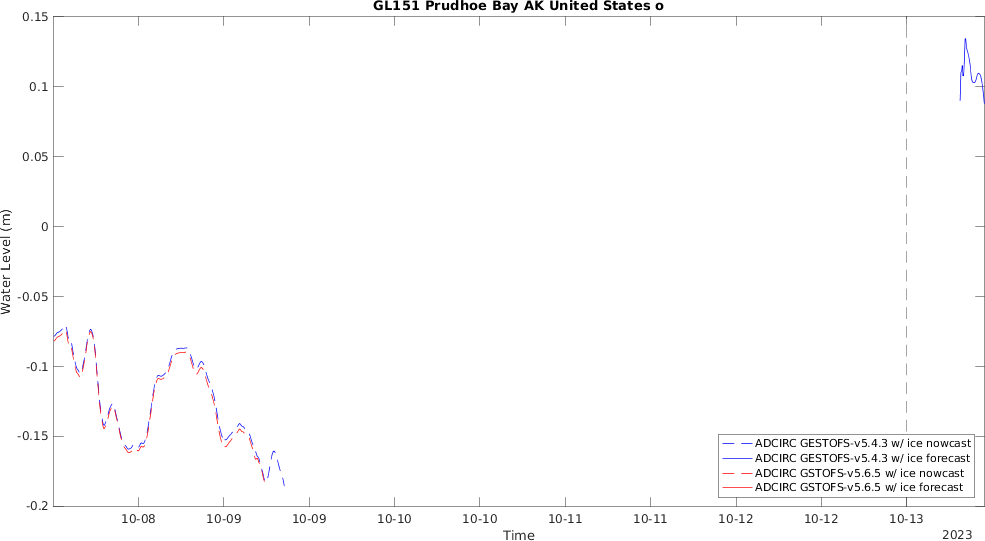 GL151 Prudhoe Bay AK United States o
0.15
0.1
0.05
0
-0.05
-0.1
-0.15
-0.2
Water Level (m)
ADCIRC GESTOFS-v5.4.3 w/ ice nowcast
ADCIRC GESTOFS-v5.4.3 w/ ice forecast
ADCIRC GSTOFS-v5.6.5 w/ ice nowcast
ADCIRC GSTOFS-v5.6.5 w/ ice forecast
10-08 10-09 10-09 10-10 10-10 10-11 10-11 10-12 10-12 10-13
Time
2023